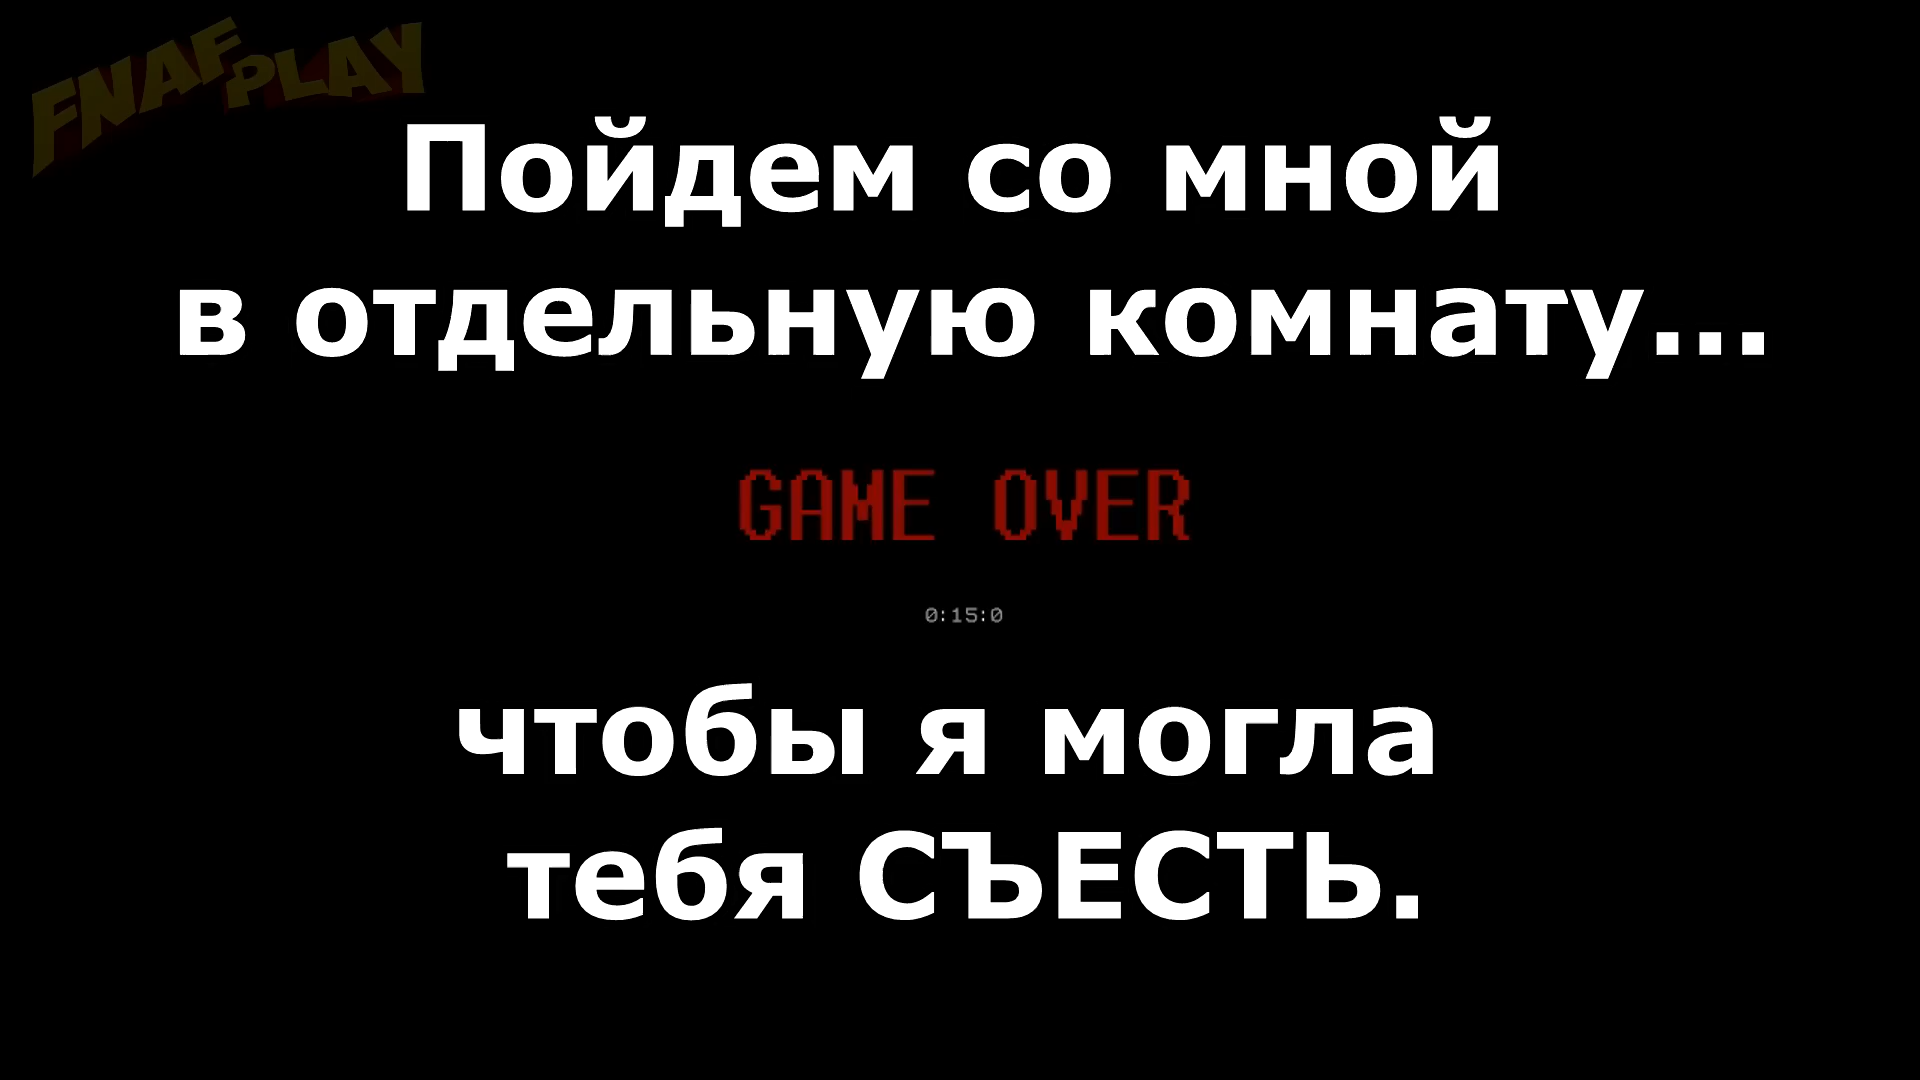 FNAF PLAY
Пойдем со мной
в отдельную комнату...
GAME OVER
0:15:0
чтобы я могла
тебя СЪЕСТЬ.